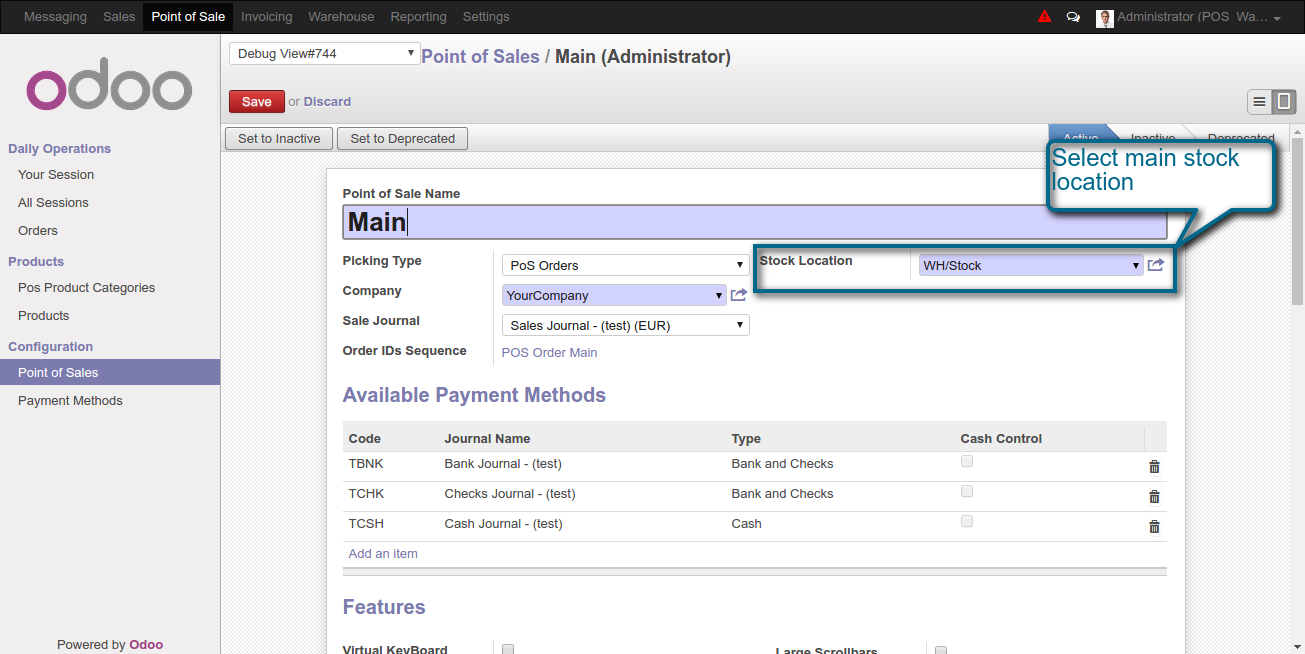 Messaging Sales Point of Sale Invoicing Warehouse Reporting Settings Administrator (POS Wa...
odoo
Debug View#744 Point of Sales / Main (Administrator)
Save or Discard
Set to Inactive Set to Deprecated Active Inactive Deprecated
Select main stock
location
Daily Operations
Your Session
All Sessions
Orders
Products
Pos Product Categories
Products
Configuration
Point of Sales
Payment Methods
Powered by Odoo
Point of Sale Name
Main
Picking Type PoS Orders Stock Location WH/Stock
Company YourCompany
Sale Journal Sales Journal - (test) (EUR)
Order IDs Sequence POS Order Main
Available Payment Methods
Code Journal Name Type Cash Control
TBNK Bank Journal - (test) Bank and Checks
TCHK Checks Journal - (test) Bank and Checks
TCSH Cash Journal - (test) Cash
Add an item
Features
Virtual KeyBoard Large Scrollbars